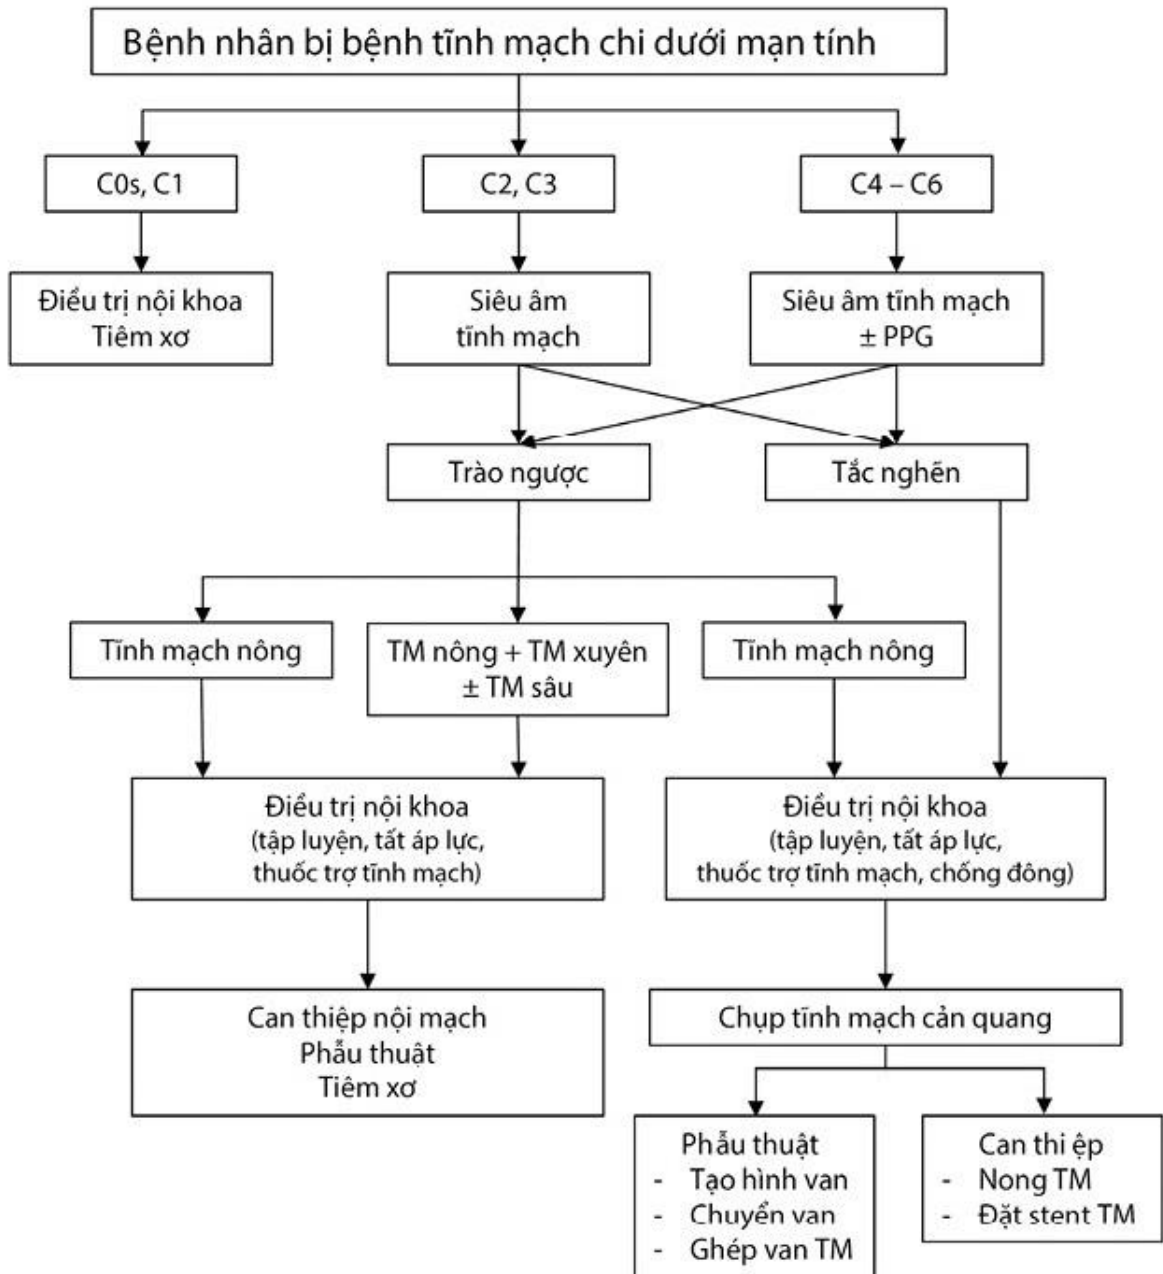 Bệnh nhân bị bệnh tĩnh mạch chi dưới mạn tính
C0s, C1
C2, C3
C4 – C6
Điều trị nội khoa
Tiêm xơ
Siêu âm
tĩnh mạch
Siêu âm tĩnh mạch
± PPG
Trào ngược
Tắc nghẽn
Tĩnh mạch nông
TM nông + TM xuyên
± TM sâu
Tĩnh mạch nông
Điều trị nội khoa
(tập luyện, tất áp lực,
thuốc trợ tĩnh mạch)
Điều trị nội khoa
(tập luyện, tất áp lực,
thuốc trợ tĩnh mạch, chống đông)
Can thiệp nội mạch
Phẫu thuật
Tiêm xơ
Chụp tĩnh mạch cản quang
Phẫu thuật
- Tạo hình van
- Chuyển van
- Ghép van TM
Can thi ệp
- Nong TM
- Đặt stent TM